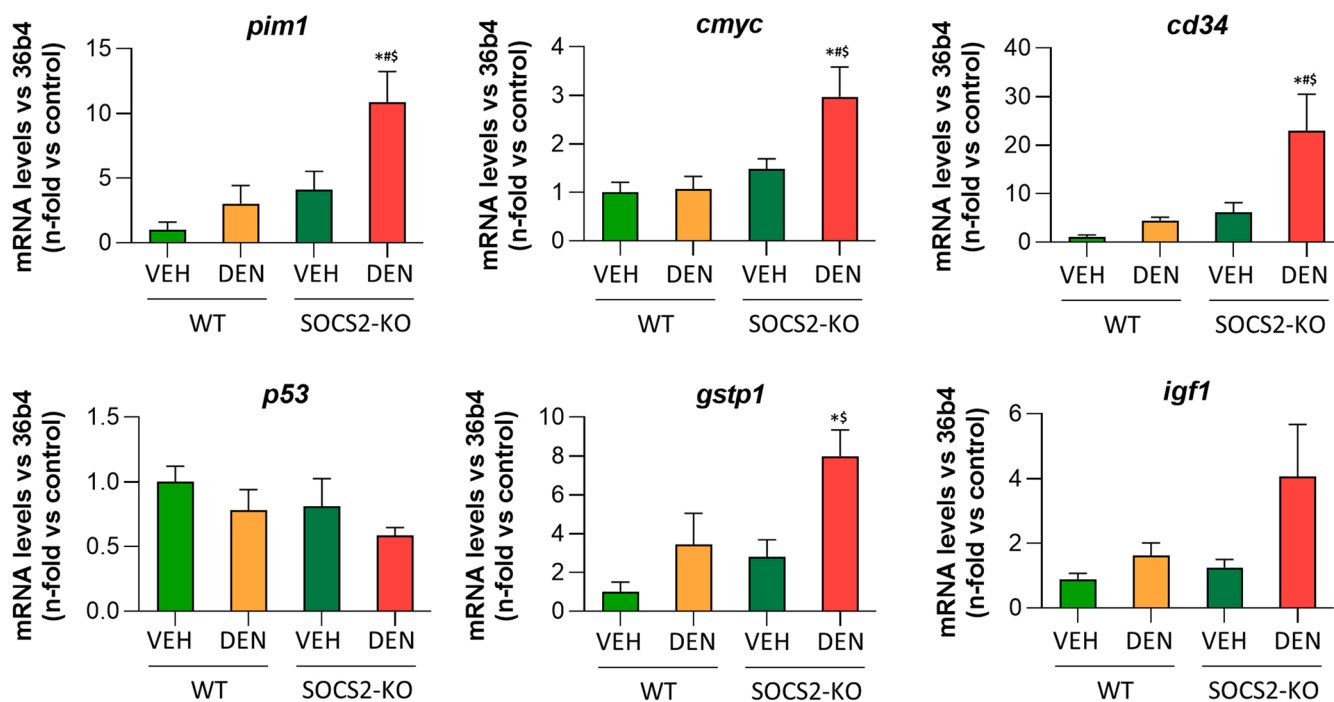 pim1
mRNA levels vs 36b4
(n-fold vs control)
15
10
5
0
*#$
VEH DEN VEH DEN
WT SOCS2-KO
cmyc
mRNA levels vs 36b4
(n-fold vs control)
4
3
2
1
0
*#$
VEH DEN VEH DEN
WT SOCS2-KO
cd34
mRNA levels vs 36b4
(n-fold vs control)
40
30
20
10
0
*#$
VEH DEN VEH DEN
WT SOCS2-KO
p53
mRNA levels vs 36b4
(n-fold vs control)
1.5
1.0
0.5
0.0
VEH DEN VEH DEN
WT SOCS2-KO
gstp1
mRNA levels vs 36b4
(n-fold vs control)
10
8
6
4
2
0
*$
VEH DEN VEH DEN
WT SOCS2-KO
igf1
mRNA levels vs 36b4
(n-fold vs control)
6
4
2
0
VEH DEN VEH DEN
WT SOCS2-KO